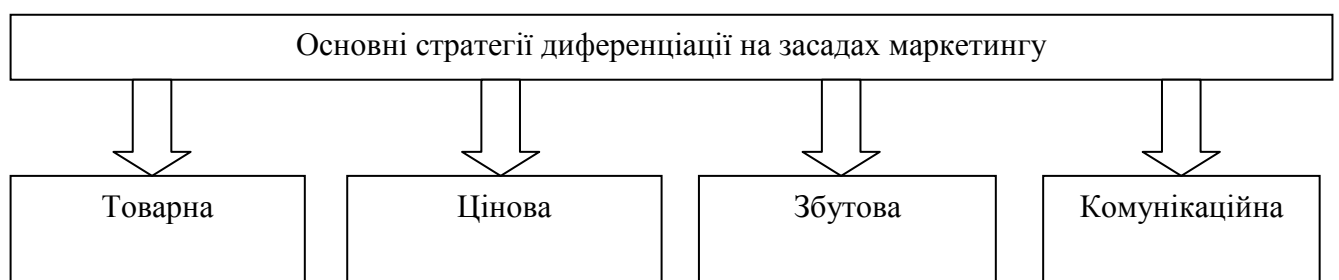 Основні стратегії диференціації на засадах маркетингу
Товарна
Цінова
Збутова
Комунікаційна